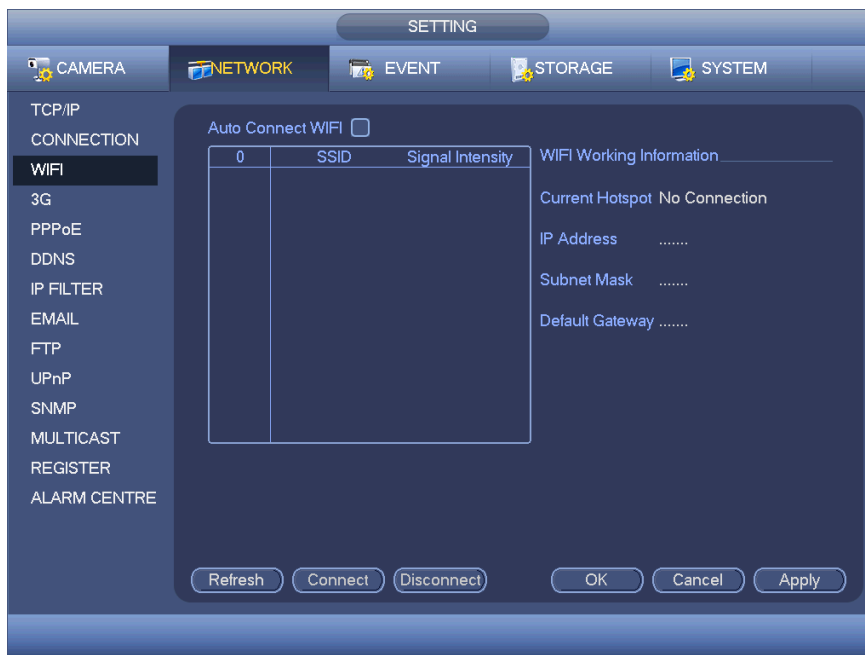 SETTING
CAMERA NETWORK EVENT STORAGE SYSTEM
TCP/IP
CONNECTION
WIFI
3G
PPPoE
DDNS
IP FILTER
EMAIL
FTP
UPnP
SNMP
MULTICAST
REGISTER
ALARM CENTRE
Auto Connect WIFI
0 SSID Signal Intensity
WIFI Working Information
Current Hotspot No Connection
IP Address .......
Subnet Mask .......
Default Gateway .......
Refresh Connect Disconnect OK Cancel Apply